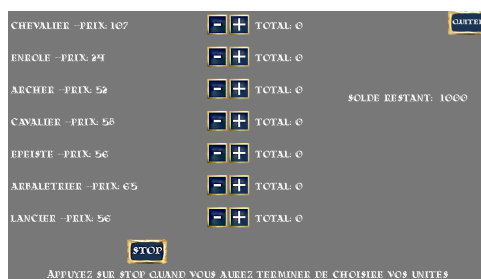 CHEVALIER -PRIX: 107 - + TOTAL: 0 QUITTER
ENROLE -PRIX: 24 - + TOTAL: 0
ARCHER -PRIX: 52 - + TOTAL: 0
SOLDE RESTANT: 1000
CAVALIER -PRIX: 58 - + TOTAL: 0
EPEISTE -PRIX: 56 - + TOTAL: 0
ARBALETRIER -PRIX: 65 - + TOTAL: 0
LANCIER -PRIX: 56 - + TOTAL: 0
STOP
APPUYEZ SUR STOP QUAND VOUS AUREZ TERMINER DE CHOISIRE VOS UNITES